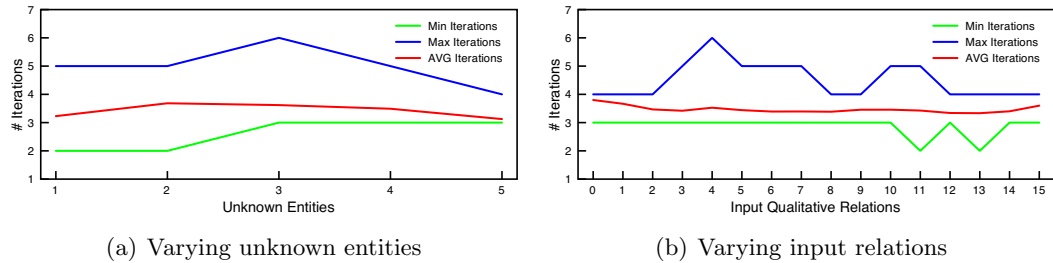 7
6
5
4
3
2
1
# Iterations
Min Iterations
Max Iterations
AVG Iterations
1 2 3 4 5
Unknown Entities
(a) Varying unknown entities
7
6
5
4
3
2
1
# Iterations
Min Iterations
Max Iterations
AVG Iterations
0 1 2 3 4 5 6 7 8 9 10 11 12 13 14 15
Input Qualitative Relations
(b) Varying input relations